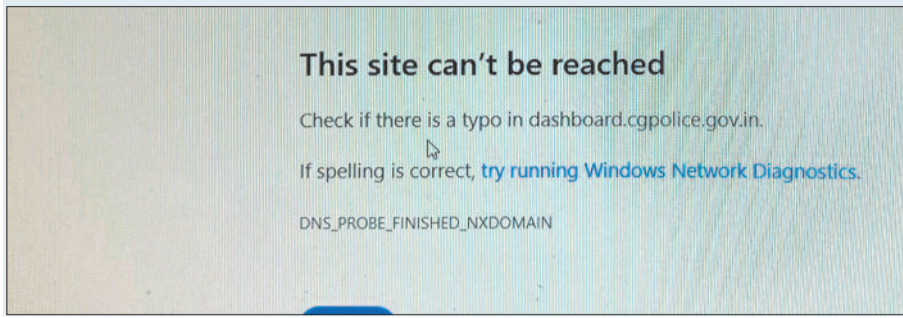 This site can't be reached
Check if there is a typo in dashboard.cgpolice.gov.in.
If spelling is correct, try running Windows Network Diagnostics.
DNS_PROBE_FINISHED_NXDOMAIN